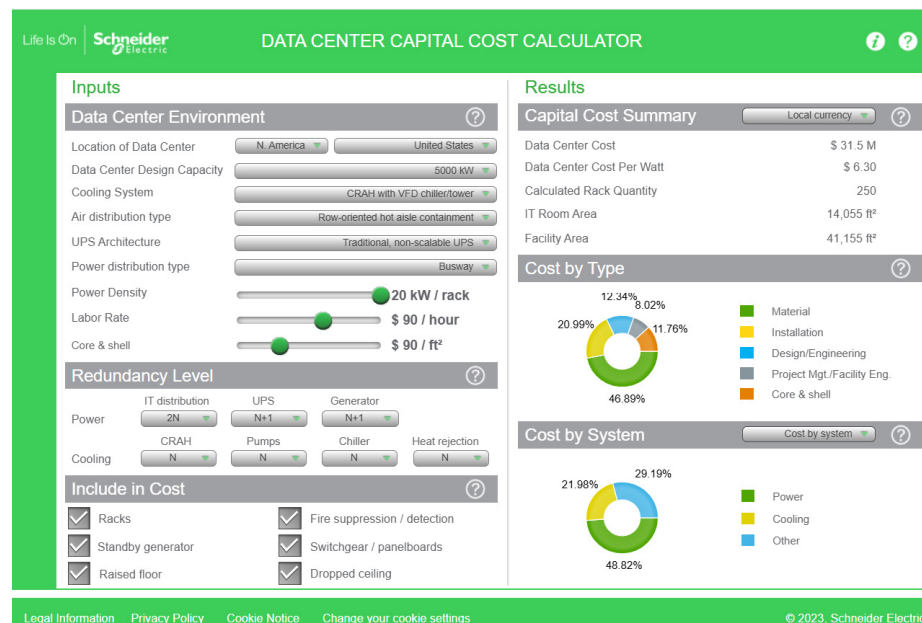 Life Is On Schneider Electric
DATA CENTER CAPITAL COST CALCULATOR
i ?
Inputs
Data Center Environment ?
Location of Data Center N. America United States
Data Center Design Capacity 5000 kW
Cooling System CRAH with VFD chiller/tower
Air distribution type Row-oriented hot aisle containment
UPS Architecture Traditional, non-scalable UPS
Power distribution type Busway
Power Density 20 kW / rack
Labor Rate $ 90 / hour
Core & shell $ 90 / ft²
Redundancy Level ?
IT distribution UPS Generator
Power 2N N+1 N+1
CRAH Pumps Chiller Heat rejection
Cooling N N N N
Include in Cost ?
Racks Fire suppression / detection
Standby generator Switchgear / panelboards
Raised floor Dropped ceiling
Results
Capital Cost Summary Local currency ?
Data Center Cost $ 31.5 M
Data Center Cost Per Watt $ 6.30
Calculated Rack Quantity 250
IT Room Area 14,055 ft²
Facility Area 41,155 ft²
Cost by Type ?
12.34%
8.02%
20.99%
11.76%
46.89%
Material
Installation
Design/Engineering
Project Mgt./Facility Eng.
Core & shell
Cost by System Cost by system ?
29.19%
21.98%
48.82%
Power
Cooling
Other
Legal Information Privacy Policy Cookie Notice Change your cookie settings © 2023, Schneider Electric